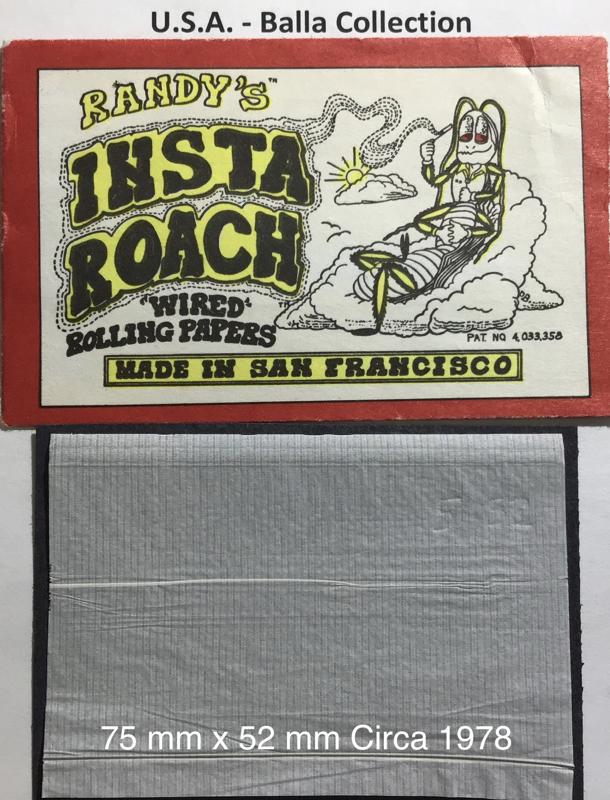 U.S.A. - Balla Collection
RANDY'S™
INSTA
ROACH
"WIRED"
ROLLING PAPERS
MADE IN SAN FRANCISCO
PAT. NO 4,033,358
75 mm x 52 mm Circa 1978